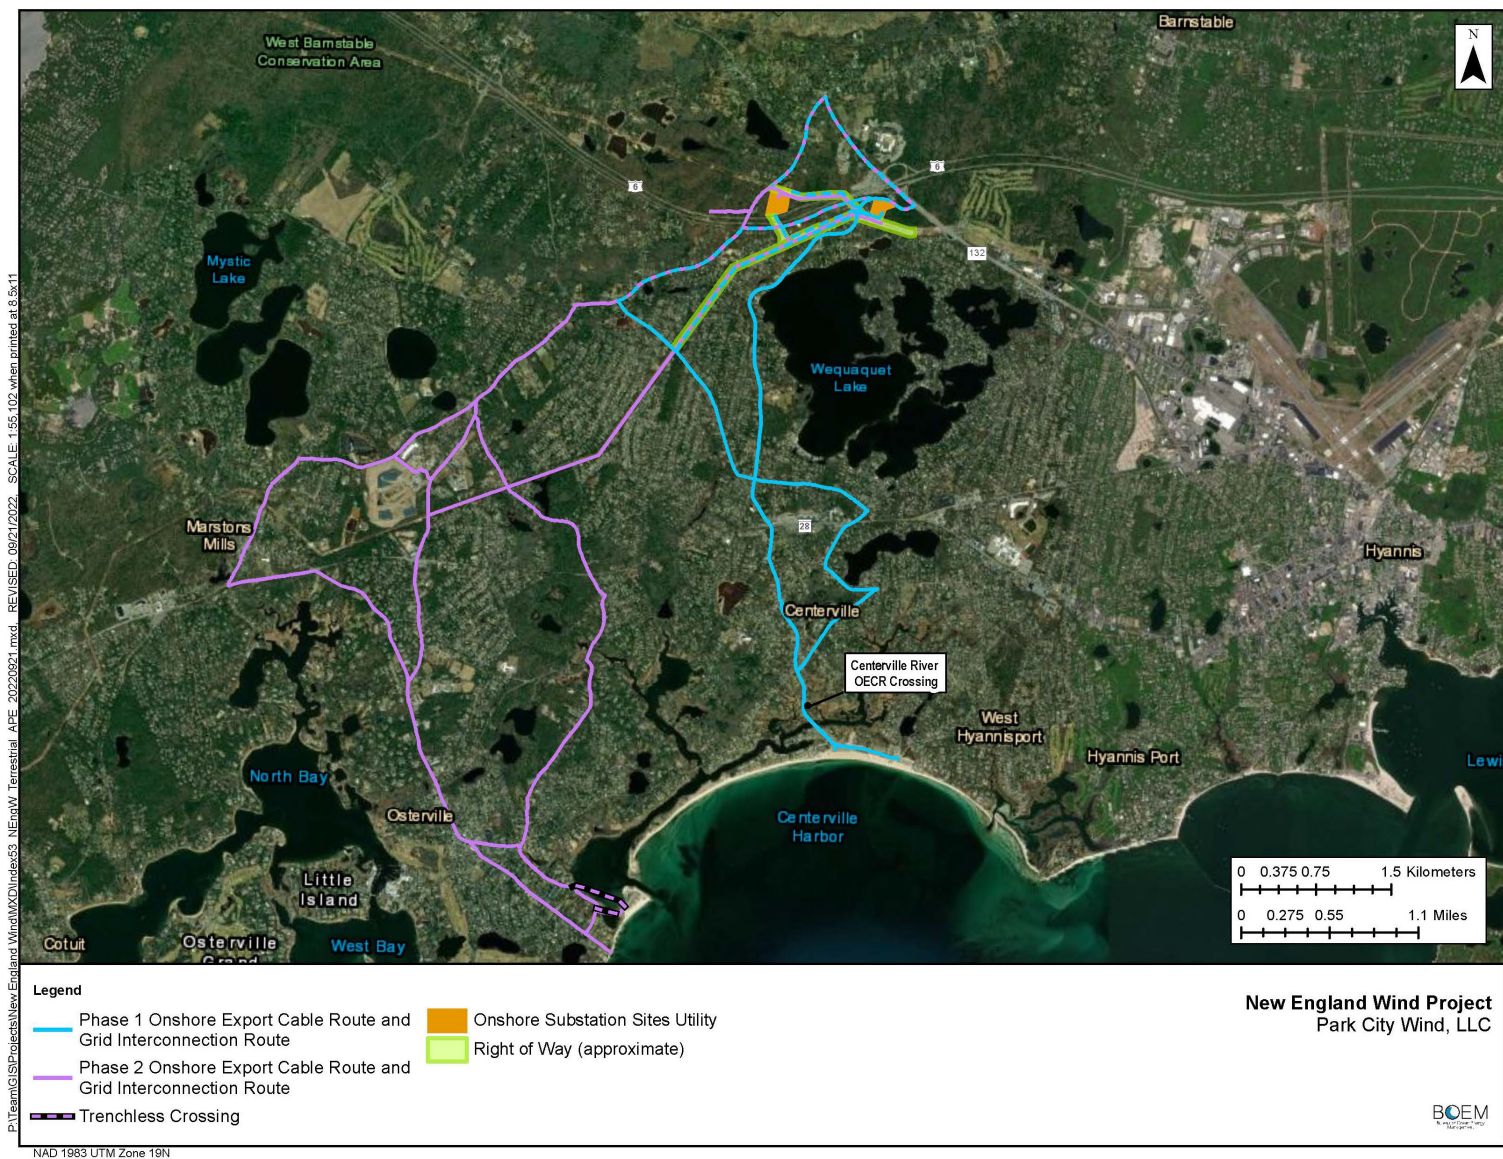 Barnstable
West Barnstable
Conservation Area
N
6
6
132
Mystic
Lake
Wequaquet
Lake
Marstons
Mills
28
Hyannis
Centerville
Centerville River
OECR Crossing
West
Hyannisport
Hyannis Port
Lewi
North Bay
Osterville
Centerville
Harbor
Little
Island
Cotuit
Osterville
Grand
West Bay
0 0.375 0.75 1.5 Kilometers
0 0.275 0.55 1.1 Miles
P:\Team\GIS\Projects\New England Wind\MXD\Index53_NEngW_Terrestrial_APE_20220921.mxd, REVISED: 09/21/2022, SCALE: 1:55,102 when printed at 8.5x11
Legend
Phase 1 Onshore Export Cable Route and
Grid Interconnection Route
Phase 2 Onshore Export Cable Route and
Grid Interconnection Route
Trenchless Crossing
Onshore Substation Sites Utility
Right of Way (approximate)
New England Wind Project
Park City Wind, LLC
BOEM
Bureau of Ocean Energy
Management
NAD 1983 UTM Zone 19N